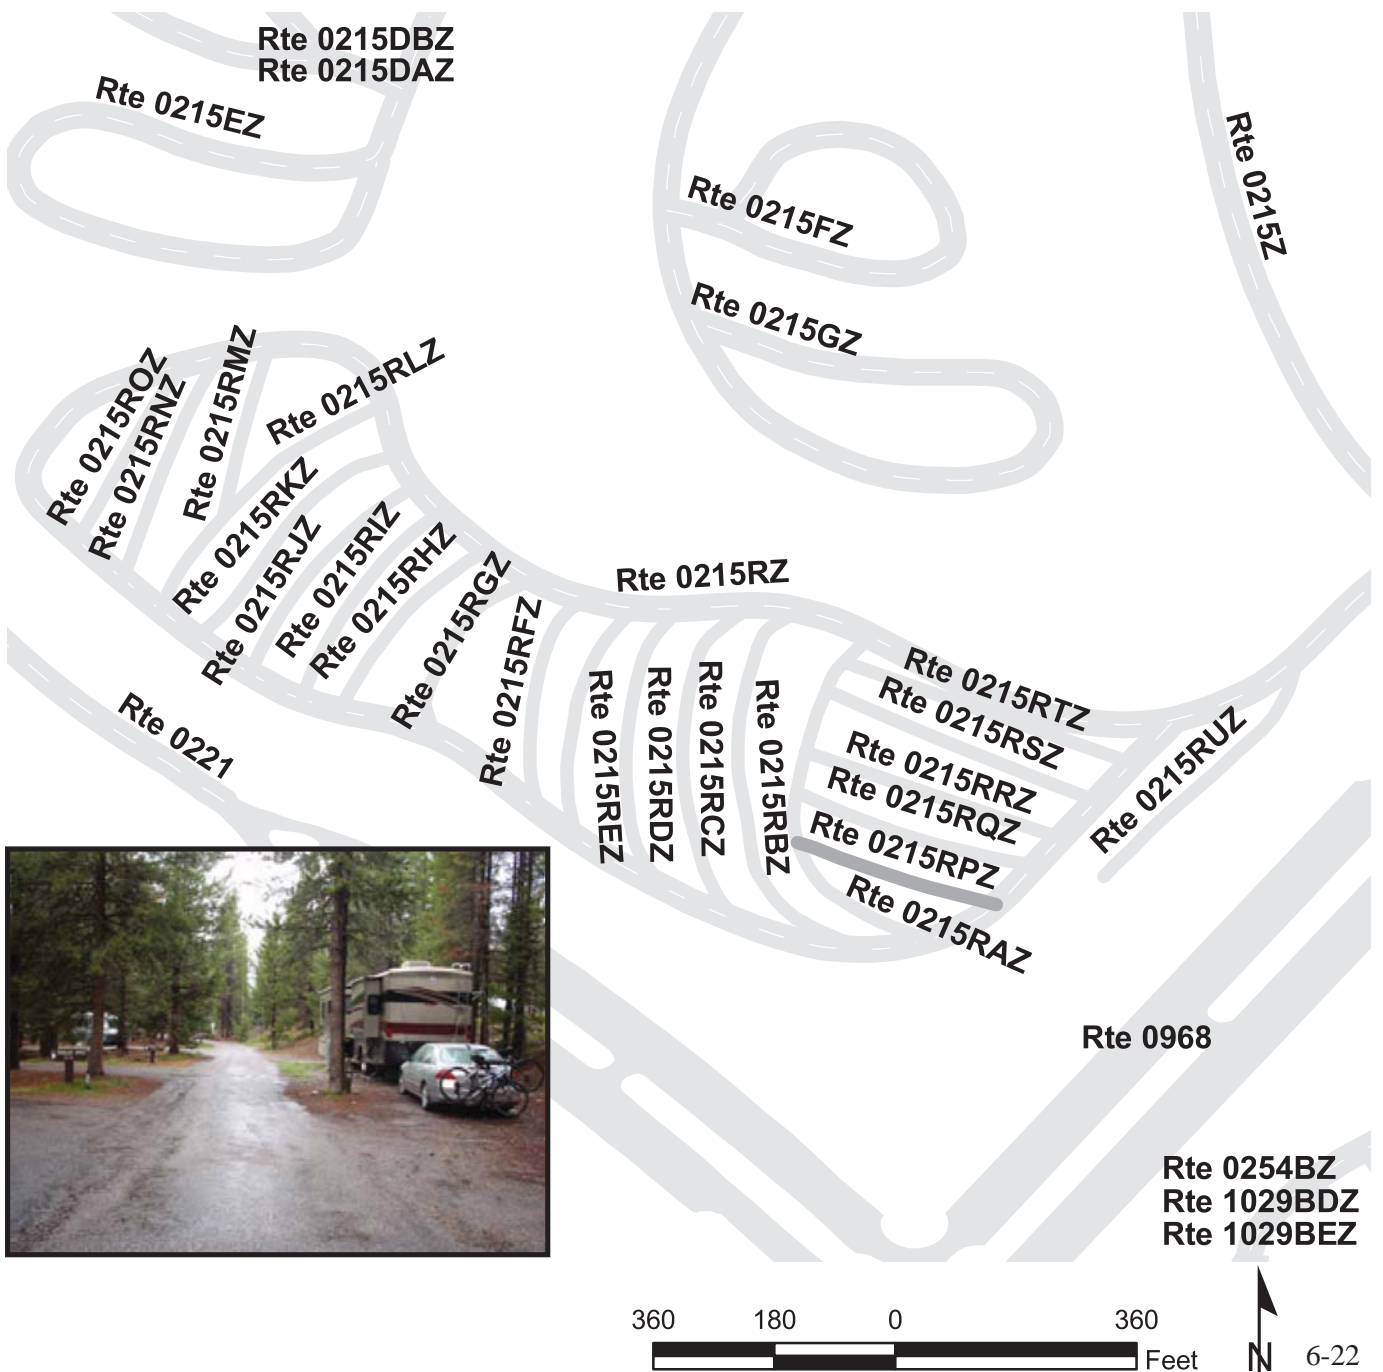 Rte 0215DBZ
Rte 0215DAZ
Rte 0215EZ
Rte 0215Z
Rte 0215FZ
Rte 0215GZ
Rte 0215ROZ
Rte 0215RNZ
Rte 0215RMZ
Rte 0215RLZ
Rte 0215RKZ
Rte 0215RJZ
Rte 0215RIZ
Rte 0215RHZ
Rte 0215RGZ
Rte 0215RFZ
Rte 0215RZ
Rte 0215REZ
Rte 0215RDZ
Rte 0215RCZ
Rte 0215RBZ
Rte 0215RTZ
Rte 0215RSZ
Rte 0215RRZ
Rte 0215RQZ
Rte 0215RPZ
Rte 0215RAZ
Rte 0215RUZ
Rte 0221
Rte 0968
Rte 0254BZ
Rte 1029BDZ
Rte 1029BEZ
360 180 0 360
Feet
N
6-22